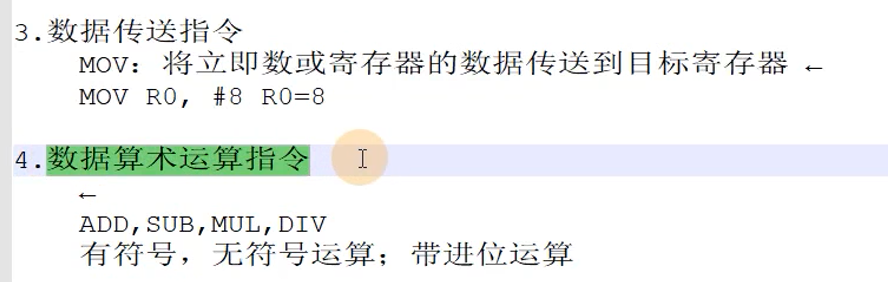 3.数据传送指令
MOV：将立即数或寄存器的数据传送到目标寄存器 ←
MOV R0, #8 R0=8
4.数据算术运算指令
←
ADD,SUB,MUL,DIV
有符号，无符号运算；带进位运算